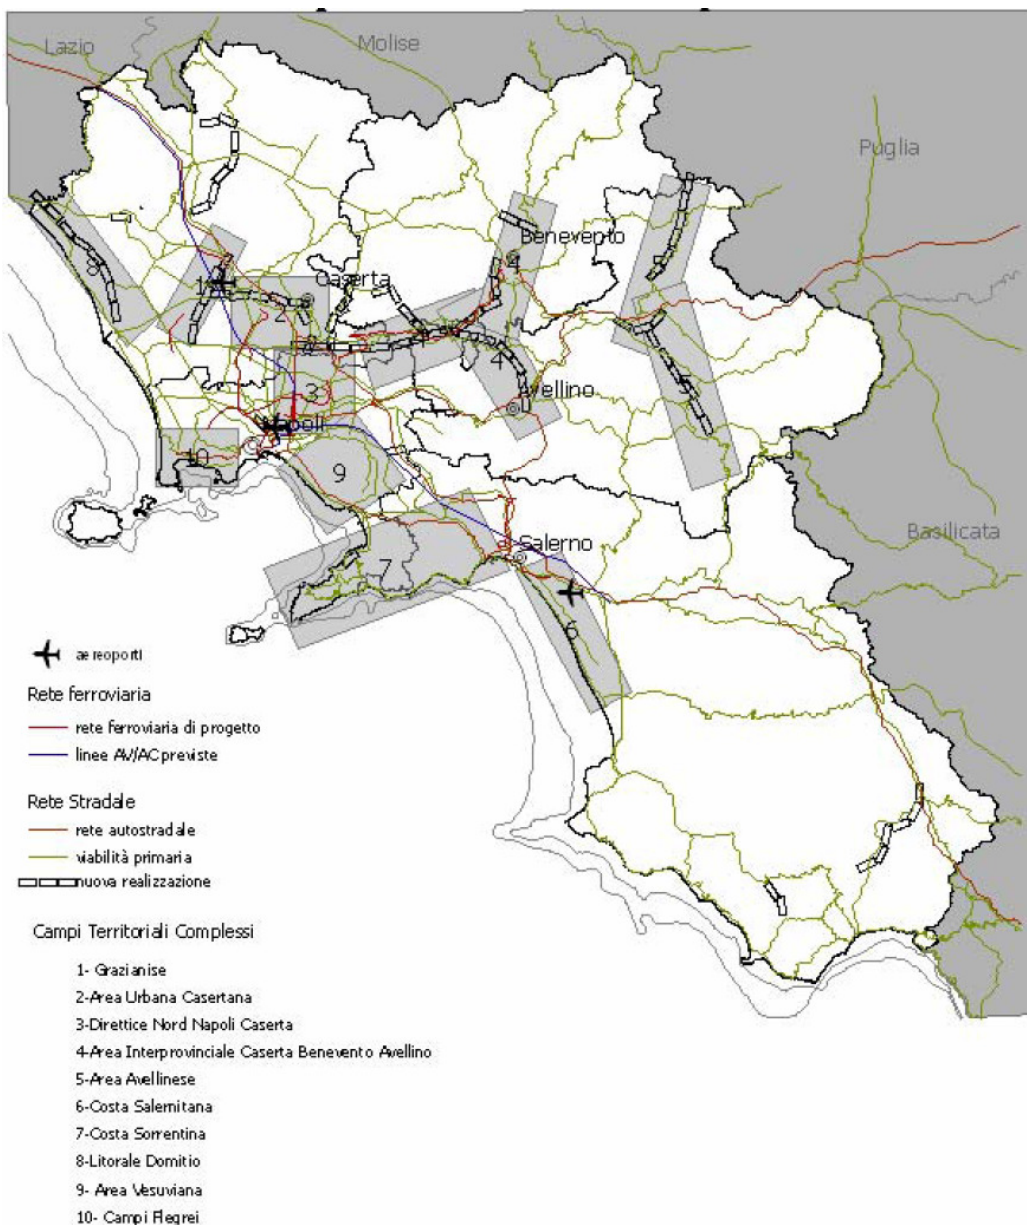 Lazio
Molise
Puglia
Benevento
8
4
1
Caserta
2
4
3
5
Avellino
Napoli
10
9
Basilicata
Salerno
7
6
aereoporti
Rete ferroviaria
rete ferroviaria di progetto
linee AV/AC previste
Rete Stradale
rete autostradale
viabilità primaria
nuova realizzazione
Campi Territoriali Complessi
1- Grazianise
2-Area Urbana Casertana
3-Direttice Nord Napoli Caserta
4-Area Interprovinciale Caserta Benevento Avellino
5-Area Avellinese
6-Costa Salernitana
7-Costa Sorrentina
8-Litorale Domitio
9- Area Vesuviana
10- Campi Flegrei